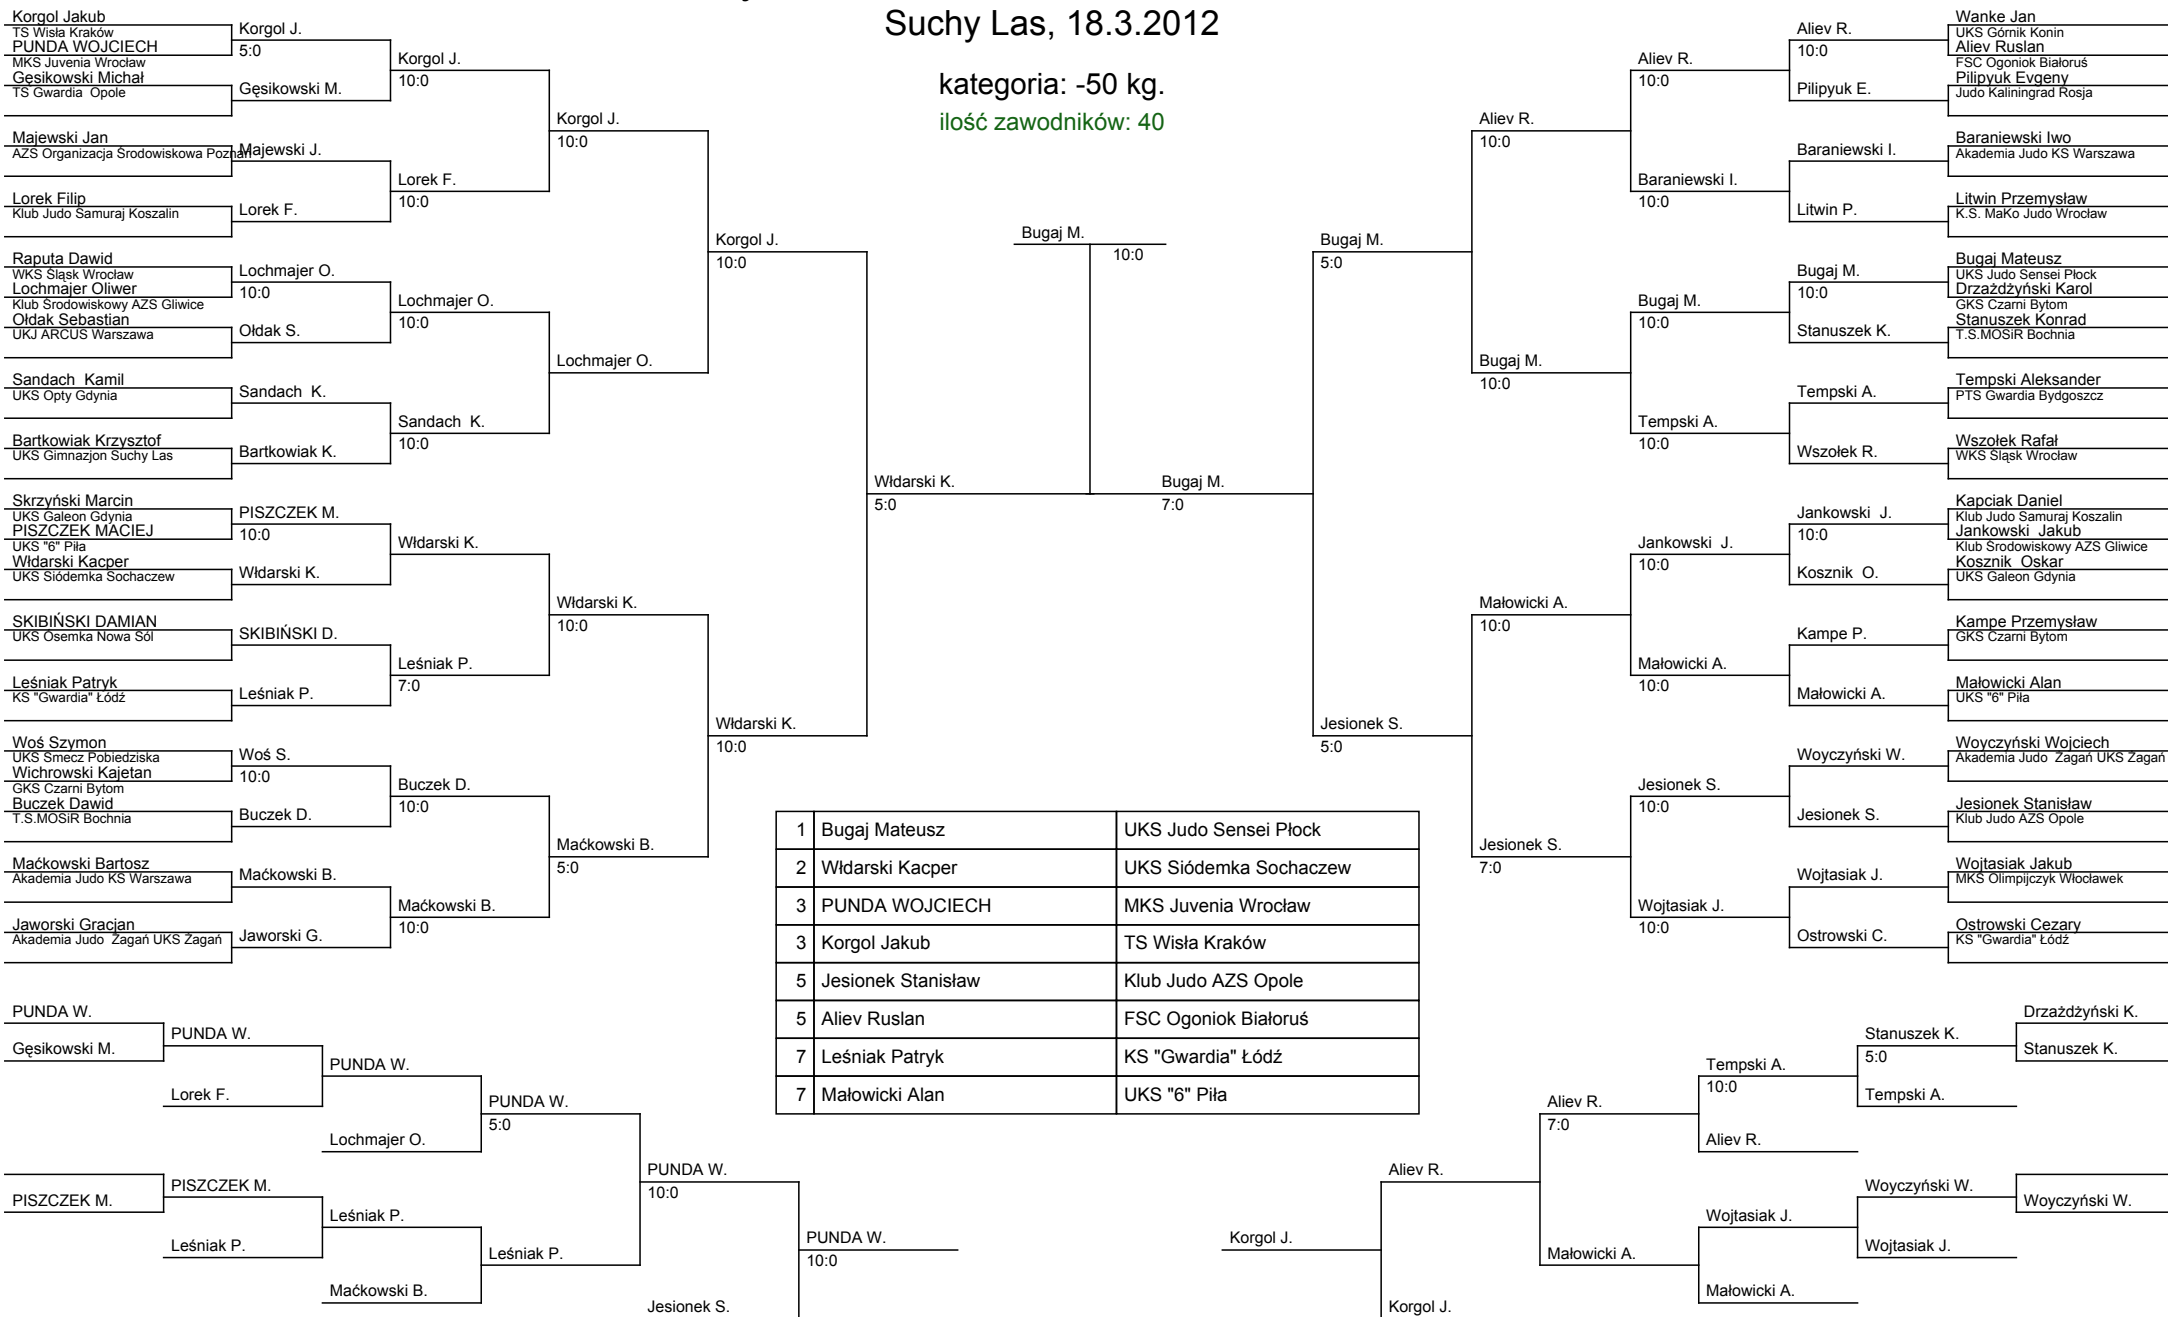 Suchy Las, 18.3.2012
kategoria: -50 kg.
ilość zawodników: 40
Korgol Jakub
TS Wisła Kraków
PUNDA WOJCIECH
MKS Juvenia Wrocław
Gęsikowski Michał
TS Gwardia  Opole
Majewski Jan
AZS Organizacja Środowiskowa Poznań
Lorek Filip
Klub Judo Samuraj Koszalin
Raputa Dawid
WKS Śląsk Wrocław
Lochmajer Oliwer
Klub Środowiskowy AZS Gliwice
Ołdak Sebastian
UKJ ARCUS Warszawa
Sandach  Kamil
UKS Opty Gdynia
Bartkowiak Krzysztof
UKS Gimnazjon Suchy Las
Skrzyński Marcin
UKS Galeon Gdynia
PISZCZEK MACIEJ
UKS "6" Piła
Włdarski Kacper
UKS Siódemka Sochaczew
SKIBIŃSKI DAMIAN
UKS Ósemka Nowa Sól
Leśniak Patryk
KS "Gwardia" Łódź
Woś Szymon
UKS Smecz Pobiedziska
Wichrowski Kajetan
GKS Czarni Bytom
Buczek Dawid
T.S.MOSiR Bochnia
Maćkowski Bartosz
Akademia Judo KS Warszawa
Jaworski Gracjan
Akademia Judo  Żagań UKS Żagań
Korgol J.
5:0
Gęsikowski M.
Majewski J.
Lorek F.
Lochmajer O.
10:0
Ołdak S.
Sandach  K.
Bartkowiak K.
PISZCZEK M.
10:0
Włdarski K.
SKIBIŃSKI D.
Leśniak P.
Woś S.
10:0
Buczek D.
Maćkowski B.
Jaworski G.
Korgol J.
10:0
Lorek F.
10:0
Lochmajer O.
10:0
Sandach  K.
10:0
Włdarski K.
Leśniak P.
7:0
Buczek D.
10:0
Maćkowski B.
10:0
Korgol J.
10:0
Lochmajer O.
Włdarski K.
10:0
Maćkowski B.
5:0
Korgol J.
10:0
Włdarski K.
10:0
Włdarski K.
5:0
Bugaj M.
10:0
Bugaj M.
7:0
Bugaj M.
5:0
Jesionek S.
5:0
Aliev R.
10:0
Bugaj M.
10:0
Małowicki A.
10:0
Jesionek S.
7:0
Aliev R.
10:0
Baraniewski I.
10:0
Bugaj M.
10:0
Tempski A.
10:0
Jankowski  J.
10:0
Małowicki A.
10:0
Jesionek S.
10:0
Wojtasiak J.
10:0
Aliev R.
10:0
Pilipyuk E.
Baraniewski I.
Litwin P.
Bugaj M.
10:0
Stanuszek K.
Tempski A.
Wszołek R.
Jankowski  J.
10:0
Kosznik  O.
Kampe P.
Małowicki A.
Woyczyński W.
Jesionek S.
Wojtasiak J.
Ostrowski C.
Wanke Jan
UKS Górnik Konin
Aliev Ruslan
FSC Ogoniok Białoruś
Pilipyuk Evgeny
Judo Kaliningrad Rosja
Baraniewski Iwo
Akademia Judo KS Warszawa
Litwin Przemysław
K.S. MaKo Judo Wrocław
Bugaj Mateusz
UKS Judo Sensei Płock
Drzażdżyński Karol
GKS Czarni Bytom
Stanuszek Konrad
T.S.MOSiR Bochnia
Tempski Aleksander
PTS Gwardia Bydgoszcz
Wszołek Rafał
WKS Śląsk Wrocław
Kapciak Daniel
Klub Judo Samuraj Koszalin
Jankowski  Jakub
Klub Środowiskowy AZS Gliwice
Kosznik  Oskar
UKS Galeon Gdynia
Kampe Przemysław
GKS Czarni Bytom
Małowicki Alan
UKS "6" Piła
Woyczyński Wojciech
Akademia Judo  Żagań UKS Żagań
Jesionek Stanisław
Klub Judo AZS Opole
Wojtasiak Jakub
MKS Olimpijczyk Włocławek
Ostrowski Cezary
KS "Gwardia" Łódź
1 Bugaj Mateusz UKS Judo Sensei Płock
2 Włdarski Kacper UKS Siódemka Sochaczew
3 PUNDA WOJCIECH MKS Juvenia Wrocław
3 Korgol Jakub TS Wisła Kraków
5 Jesionek Stanisław Klub Judo AZS Opole
5 Aliev Ruslan FSC Ogoniok Białoruś
7 Leśniak Patryk KS "Gwardia" Łódź
7 Małowicki Alan UKS "6" Piła
PUNDA W.
Gęsikowski M.
PISZCZEK M.
PUNDA W.
Lorek F.
PISZCZEK M.
Leśniak P.
PUNDA W.
Lochmajer O.
Leśniak P.
Maćkowski B.
PUNDA W.
5:0
Leśniak P.
PUNDA W.
10:0
Jesionek S.
PUNDA W.
10:0
Korgol J.
Aliev R.
Korgol J.
Aliev R.
7:0
Małowicki A.
Tempski A.
10:0
Aliev R.
Wojtasiak J.
Małowicki A.
Stanuszek K.
5:0
Tempski A.
Woyczyński W.
Wojtasiak J.
Drzażdżyński K.
Stanuszek K.
Woyczyński W.